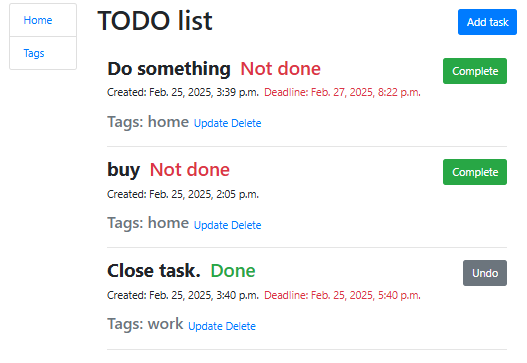 Home
Tags
TODO list
Add task
Do something Not done
Complete
Created: Feb. 25, 2025, 3:39 p.m. Deadline: Feb. 27, 2025, 8:22 p.m.
Tags: home Update Delete
buy Not done
Complete
Created: Feb. 25, 2025, 2:05 p.m.
Tags: home Update Delete
Close task. Done
Undo
Created: Feb. 25, 2025, 3:40 p.m. Deadline: Feb. 25, 2025, 5:40 p.m.
Tags: work Update Delete